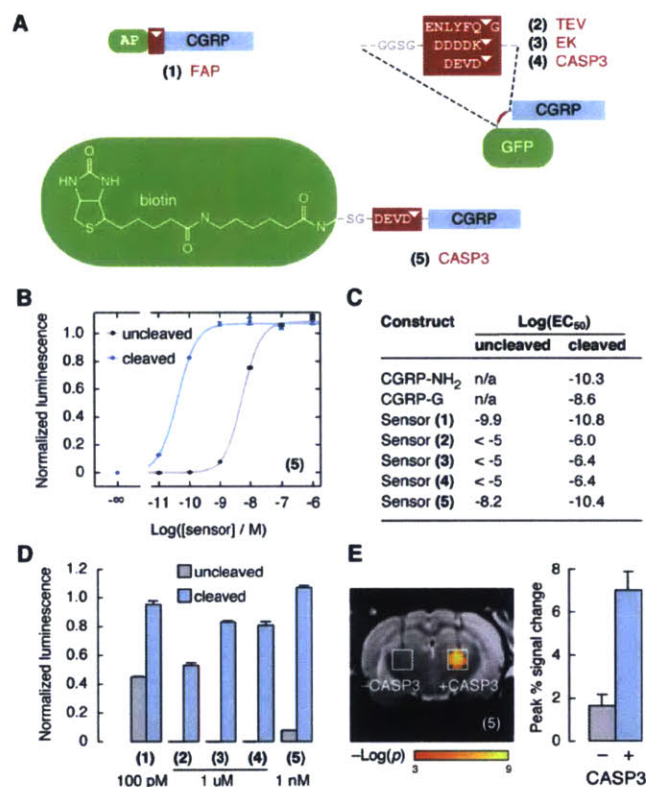 A
AP CGRP
(1) FAP
ENLYFQ G
GGSG DDDDK
DEVD
(2) TEV
(3) EK
(4) CASP3
CGRP
GFP
O
HN NH
S
biotin
N
O
O
N
SG DEVD CGRP
(5) CASP3
B
Normalized luminescence
1.0
0.8
0.6
0.4
0.2
0
uncleaved
cleaved
(5)
-∞ -11 -10 -9 -8 -7 -6
Log([sensor] / M)
C
Construct Log(EC50)
uncleaved cleaved
CGRP-NH2 n/a -10.3
CGRP-G n/a -8.6
Sensor (1) -9.9 -10.8
Sensor (2) < -5 -6.0
Sensor (3) < -5 -6.4
Sensor (4) < -5 -6.4
Sensor (5) -8.2 -10.4
D
Normalized luminescence
1.2
1.0
0.8
0.6
0.4
0.2
0
uncleaved
cleaved
(1) (2) (3) (4) (5)
100 pM 1 uM 1 nM
E
-CASP3 +CASP3
(5)
-Log(p)
3 9
Peak % signal change
8
6
4
2
0
- +
CASP3